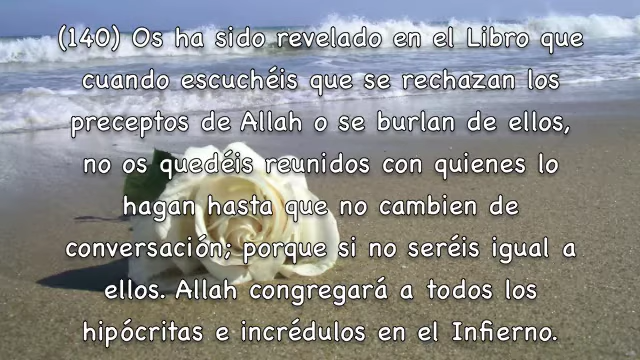 (140) Os ha sido revelado en el Libro que
cuando escuchéis que se rechazan los
preceptos de Allah o se burlan de ellos,
no os quedéis reunidos con quienes lo
hagan hasta que no cambien de
conversación; porque si no seréis igual a
ellos. Allah congregará a todos los
hipócritas e incrédulos en el Infierno.